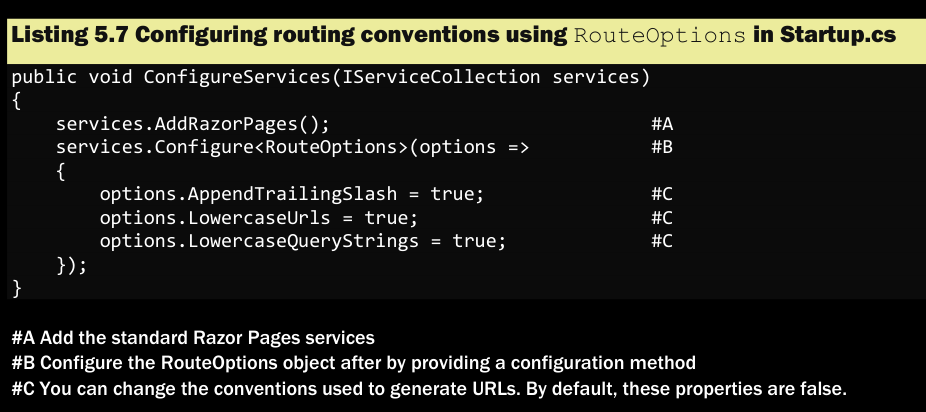 Listing 5.7 Configuring routing conventions using RouteOptions in Startup.cs
public void ConfigureServices(IServiceCollection services)
{
    services.AddRazorPages(); #A
    services.Configure<RouteOptions>(options => #B
    {
        options.AppendTrailingSlash = true; #C
        options.LowercaseUrls = true; #C
        options.LowercaseQueryStrings = true; #C
    });
}
#A Add the standard Razor Pages services
#B Configure the RouteOptions object after by providing a configuration method
#C You can change the conventions used to generate URLs. By default, these properties are false.